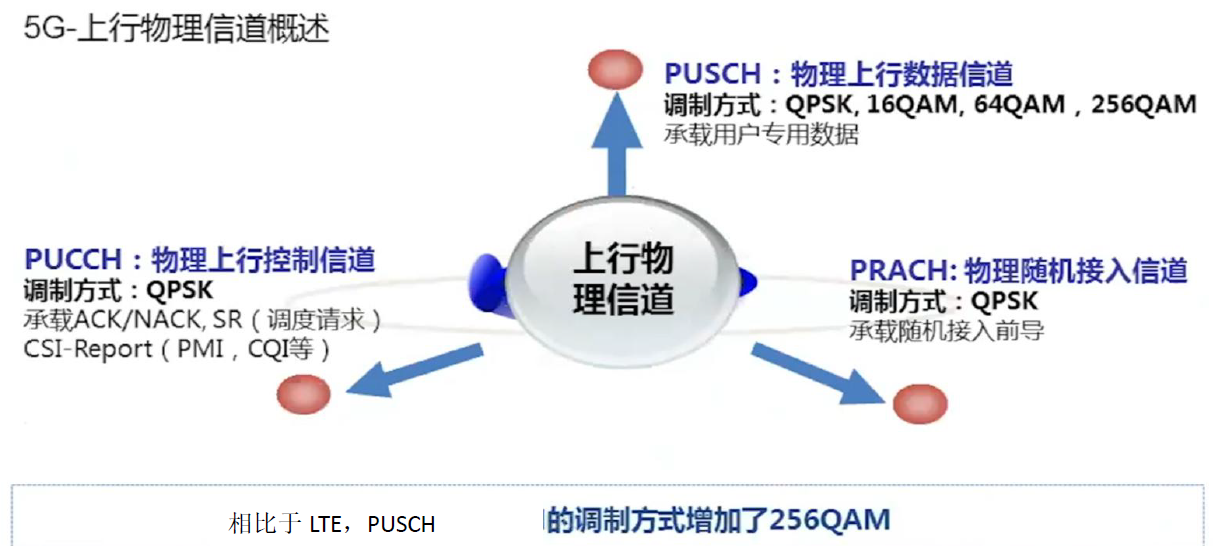 5G-上行物理信道概述
PUSCH：物理上行数据信道
调制方式：QPSK, 16QAM, 64QAM，256QAM
承载用户专用数据
PUCCH：物理上行控制信道
调制方式：QPSK
承载ACK/NACK, SR（调度请求）
CSI-Report（PMI，CQI等）
上行物
理信道
PRACH: 物理随机接入信道
调制方式：QPSK
承载随机接入前导
相比于 LTE，PUSCH 的调制方式增加了256QAM